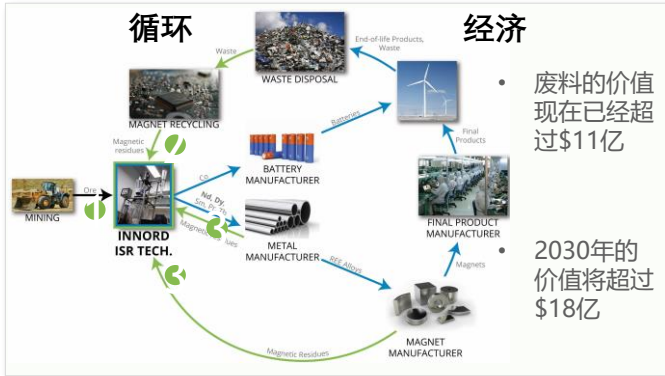 循环
经济
End-of-life Products,
Waste
Waste
WASTE DISPOSAL
MAGNET RECYCLING
Magnetic
residues
Batteries
BATTERY
MANUFACTURER
Final
Products
Ore
MINING
INNORD
ISR TECH.
Nd, Dy,
Sm, Pr
METAL
MANUFACTURER
FINAL PRODUCT
MANUFACTURER
REE Alloys
Magnets
MAGNET
MANUFACTURER
Magnetic Residues
• 废料的价值
现在已经超
过$11亿
• 2030年的
价值将超过
$18亿